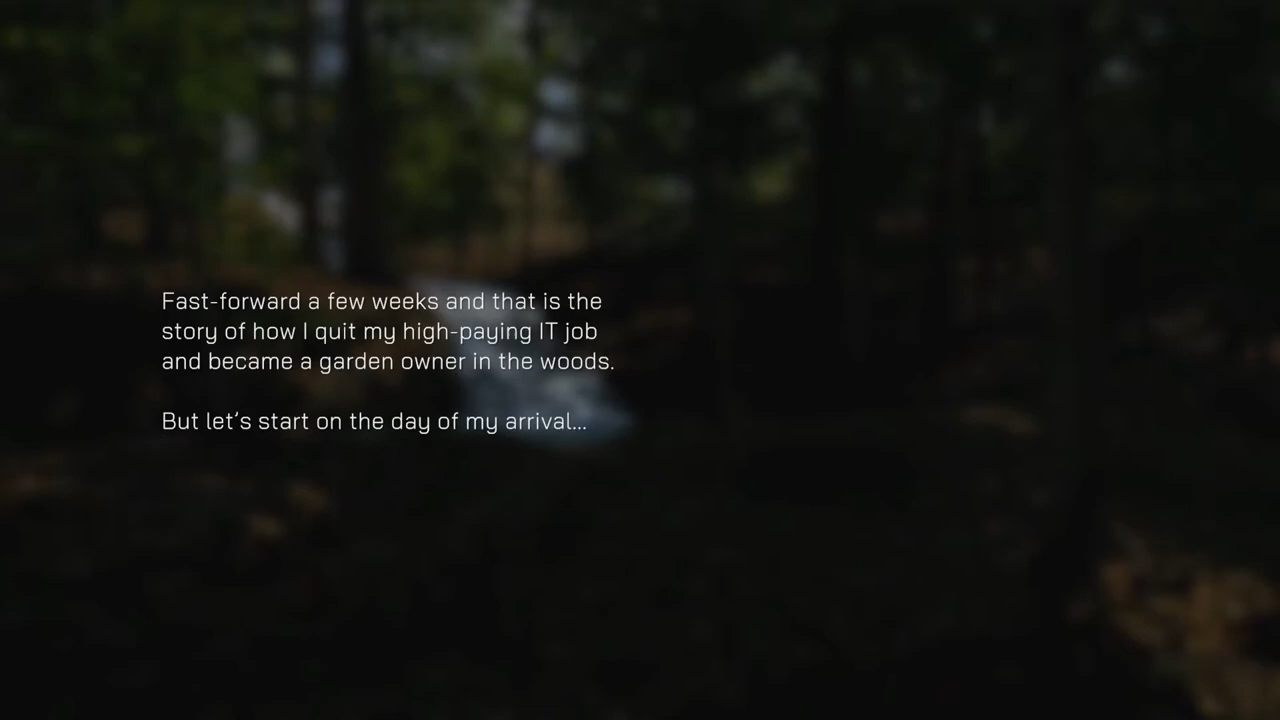 Fast-forward a few weeks and that is the
story of how I quit my high-paying IT job
and became a garden owner in the woods.
But let's start on the day of my arrival...